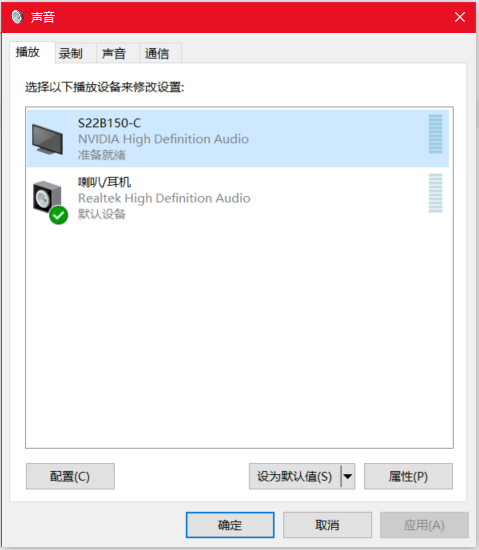 声音
播放 录制 声音 通信
选择以下播放设备来修改设置:
S22B150-C
NVIDIA High Definition Audio
准备就绪
喇叭/耳机
Realtek High Definition Audio
默认设备
配置(C) 设为默认值(S) 属性(P)
确定 取消 应用(A)